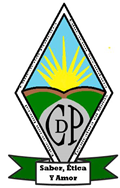 CDP
Saber, Ética
Y Amor